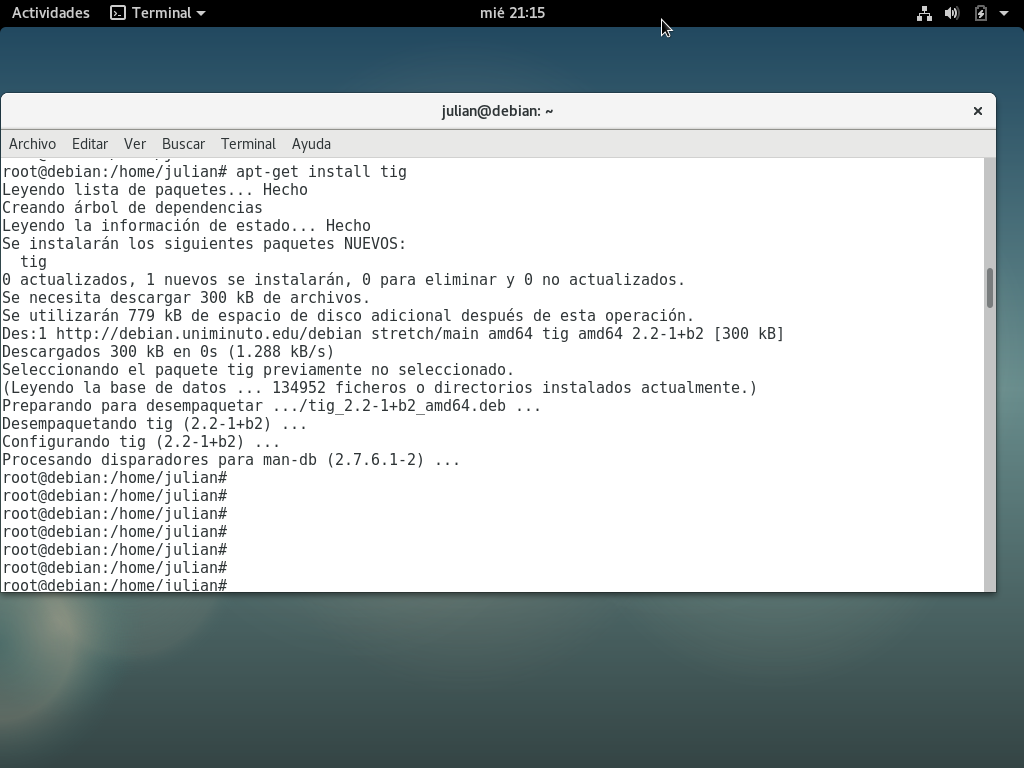 Actividades Terminal mié 21:15
julian@debian: ~
Archivo Editar Ver Buscar Terminal Ayuda
root@debian:/home/julian# apt-get install tig
Leyendo lista de paquetes... Hecho
Creando árbol de dependencias
Leyendo la información de estado... Hecho
Se instalarán los siguientes paquetes NUEVOS:
  tig
0 actualizados, 1 nuevos se instalarán, 0 para eliminar y 0 no actualizados.
Se necesita descargar 300 kB de archivos.
Se utilizarán 779 kB de espacio de disco adicional después de esta operación.
Des:1 http://debian.uniminuto.edu/debian stretch/main amd64 tig amd64 2.2-1+b2 [300 kB]
Descargados 300 kB en 0s (1.288 kB/s)
Seleccionando el paquete tig previamente no seleccionado.
(Leyendo la base de datos ... 134952 ficheros o directorios instalados actualmente.)
Preparando para desempaquetar .../tig_2.2-1+b2_amd64.deb ...
Desempaquetando tig (2.2-1+b2) ...
Configurando tig (2.2-1+b2) ...
Procesando disparadores para man-db (2.7.6.1-2) ...
root@debian:/home/julian#
root@debian:/home/julian#
root@debian:/home/julian#
root@debian:/home/julian#
root@debian:/home/julian#
root@debian:/home/julian#
root@debian:/home/julian#